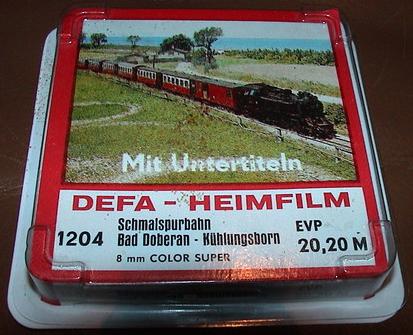 Mit Untertiteln
DEFA - HEIMFILM
1204
Schmalspurbahn
Bad Doberan - Kühlungsborn
8 mm COLOR SUPER
EVP
20,20 M